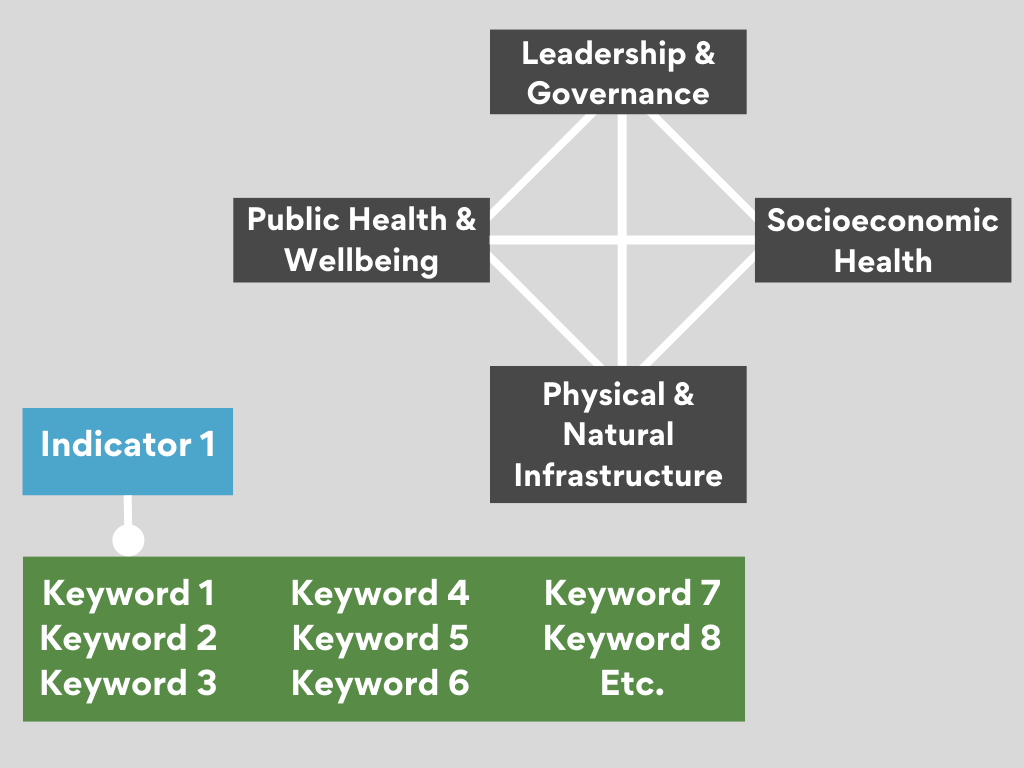 Leadership &
Governance
Public Health &
Wellbeing
Socioeconomic
Health
Physical &
Natural
Infrastructure
Indicator 1
Keyword 1
Keyword 2
Keyword 3
Keyword 4
Keyword 5
Keyword 6
Keyword 7
Keyword 8
Etc.